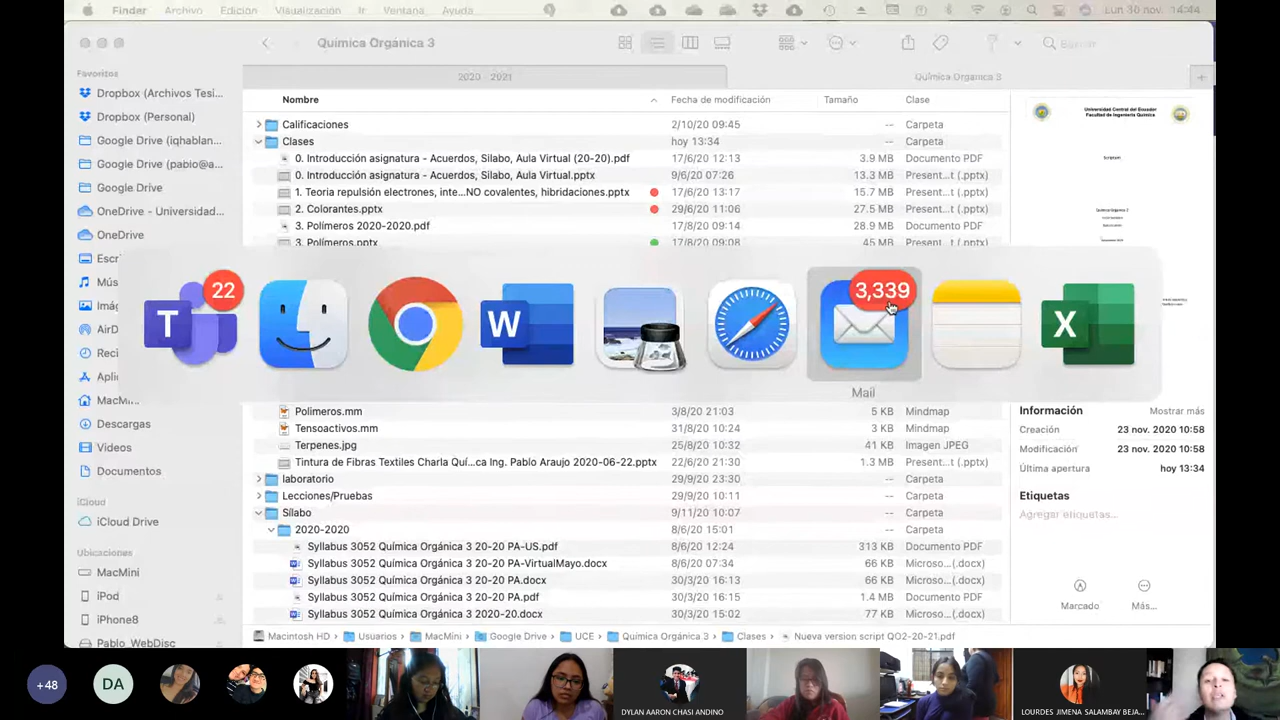 Finder Archivo Edición Visualización Ir Ventana Ayuda Lun 30 nov. 14:44
Química Orgánica 3
Buscar
2020 - 2021 Química Orgánica 3
Favoritos
Nombre Fecha de modificación Tamaño Clase
Dropbox (Archivos Tesi...
Dropbox (Personal)
Google Drive (iqhablan...
Google Drive (pabio@a...
Google Drive
OneDrive - Universidad...
OneDrive
Calificaciones 2/10/20 09:45 -- Carpeta
Clases hoy 13:34 -- Carpeta
0. Introducción asignatura - Acuerdos, Silabo, Aula Virtual (20-20).pdf 17/6/20 12:13 3.9 MB Documento PDF
0. Introducción asignatura - Acuerdos, Silabo, Aula Virtual.pptx 9/6/20 07:26 13.3 MB Present...t (.pptx)
1. Teoria repulsión electrones, inte...NO covalentes, hibridaciones.pptx 17/6/20 13:17 15.7 MB Present...t (.pptx)
2. Colorantes.pptx 29/6/20 11:06 27.5 MB Present...t (.pptx)
3. Polímeros 2020-2020.pdf 17/8/20 09:14 28.9 MB Documento PDF
3. Polímeros.pptx 17/8/20 09:08 45 MB Present...t (.pptx)
Universidad Central del Ecuador
Facultad de Ingeniería Química
22
T
W
3,339
X
Mail
Descargas
Videos
Documentos
iCloud
iCloud Drive
Ubicaciones
MacMini
iPod
iPhone8
Pablo_WebDisc
Polimeros.mm 3/8/20 21:03 5 KB Mindmap
Tensoactivos.mm 31/8/20 10:24 3 KB Mindmap
Terpenes.jpg 25/8/20 10:32 41 KB Imagen JPEG
Tintura de Fibras Textiles Charla Quí...ca Ing. Pablo Araujo 2020-06-22.pptx 22/6/20 21:30 1.3 MB Present...t (.pptx)
laboratorio 29/9/20 23:30 -- Carpeta
Lecciones/Pruebas 29/9/20 10:11 -- Carpeta
Sílabo 9/11/20 10:07 -- Carpeta
2020-2020 8/6/20 15:01 -- Carpeta
Syllabus 3052 Química Orgánica 3 20-20 PA-US.pdf 8/6/20 12:24 313 KB Documento PDF
Syllabus 3052 Química Orgánica 3 20-20 PA-VirtualMayo.docx 8/6/20 07:34 66 KB Microso...(.docx)
Syllabus 3052 Química Orgánica 3 20-20 PA.docx 30/3/20 16:13 66 KB Microso...(.docx)
Syllabus 3052 Química Orgánica 3 20-20 PA.pdf 30/3/20 16:15 1.4 MB Documento PDF
Syllabus 3052 Química Orgánica 3 2020-20.docx 30/3/20 15:02 77 KB Microso...(.docx)
Información Mostrar más
Creación 23 nov. 2020 10:58
Modificación 23 nov. 2020 10:58
Última apertura hoy 13:34
Etiquetas
Agregar etiquetas...
Marcado Más...
Macintosh HD Usuarios MacMini Google Drive UCE Química Orgánica 3 Clases Nueva version script QO2-20-21.pdf
+48 DA
DYLAN AARON CHASI ANDINO
LOURDES JIMENA SALAMBAY BEJA...